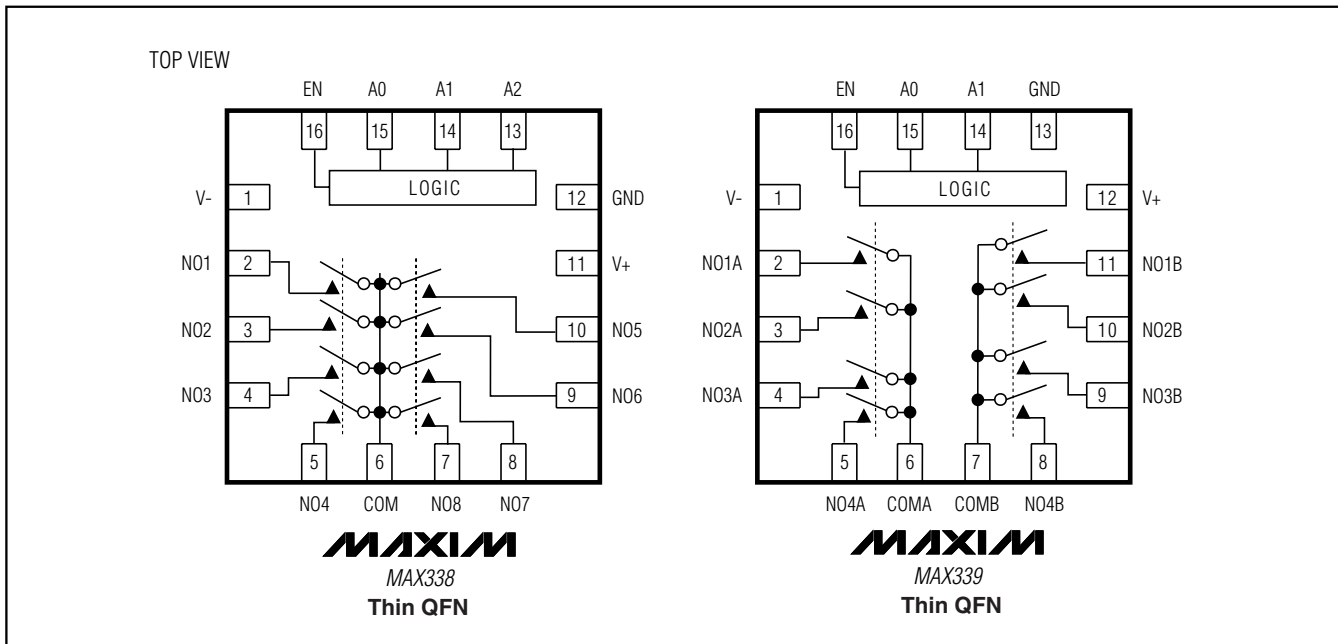 TOP VIEW
EN A0 A1 A2
16 15 14 13
LOGIC
V- 1 12 GND
NO1 2 11 V+
NO2 3 10 NO5
NO3 4 9 NO6
5 6 7 8
NO4 COM NO8 NO7
MAXIM
MAX338
Thin QFN
EN A0 A1 GND
16 15 14 13
LOGIC
V- 1 12 V+
NO1A 2 11 NO1B
NO2A 3 10 NO2B
NO3A 4 9 NO3B
5 6 7 8
NO4A COMA COMB NO4B
MAXIM
MAX339
Thin QFN